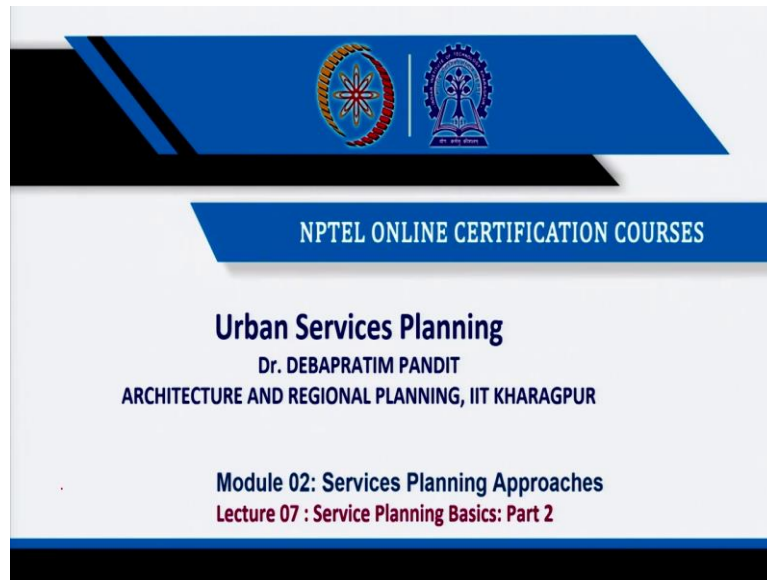 NPTEL ONLINE CERTIFICATION COURSES
Urban Services Planning
Dr. DEBAPRATIM PANDIT
ARCHITECTURE AND REGIONAL PLANNING, IIT KHARAGPUR
Module 02: Services Planning Approaches
Lecture 07 : Service Planning Basics: Part 2